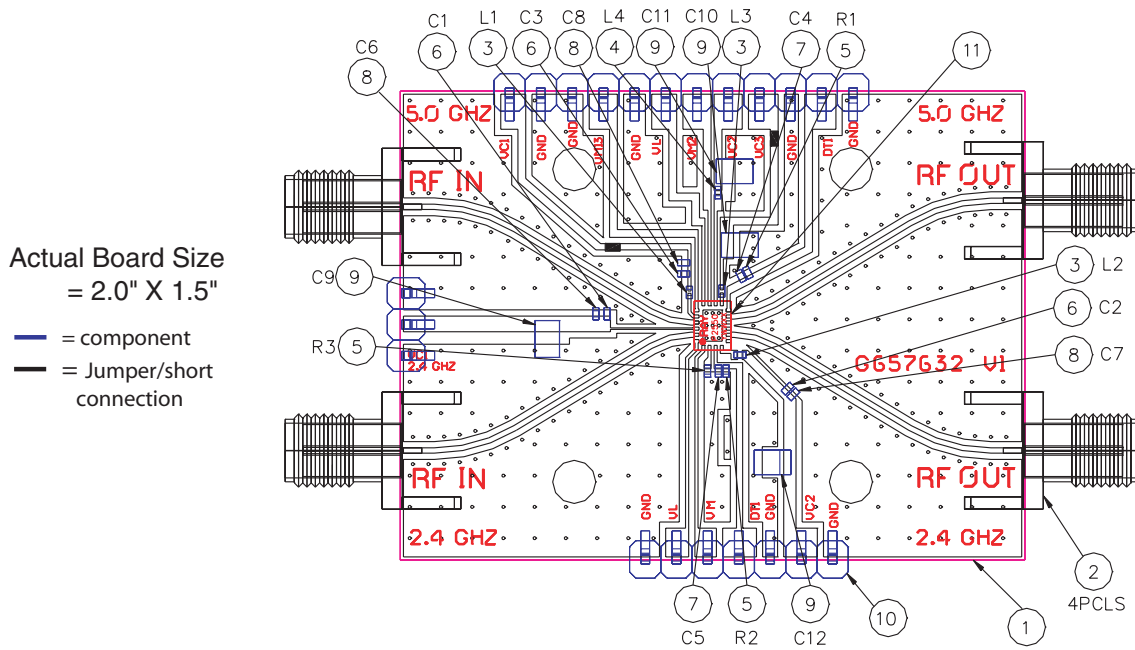 C1 L1 C3 C8 L4 C11 C10 L3 C4 R1
C6 6 3 6 8 4 9 9 3 7 5 11
8
5.0 GHZ
5.0 GHZ
VC1 GND GND VM3 GND VL VM2 VC2 VC3 GND DT1 GND
RF IN
RF OUT
Actual Board Size
= 2.0" X 1.5"
= component
= Jumper/short
connection
C9 9
3 L2
6 C2
R3 5
VC1
2.4 GHZ
GG57632 V1
8 C7
RF IN
RF OUT
GND VL VM DT1 GND VC2 GND
2.4 GHZ
2.4 GHZ
2
4PCLS
7 5 9 10 1
C5 R2 C12